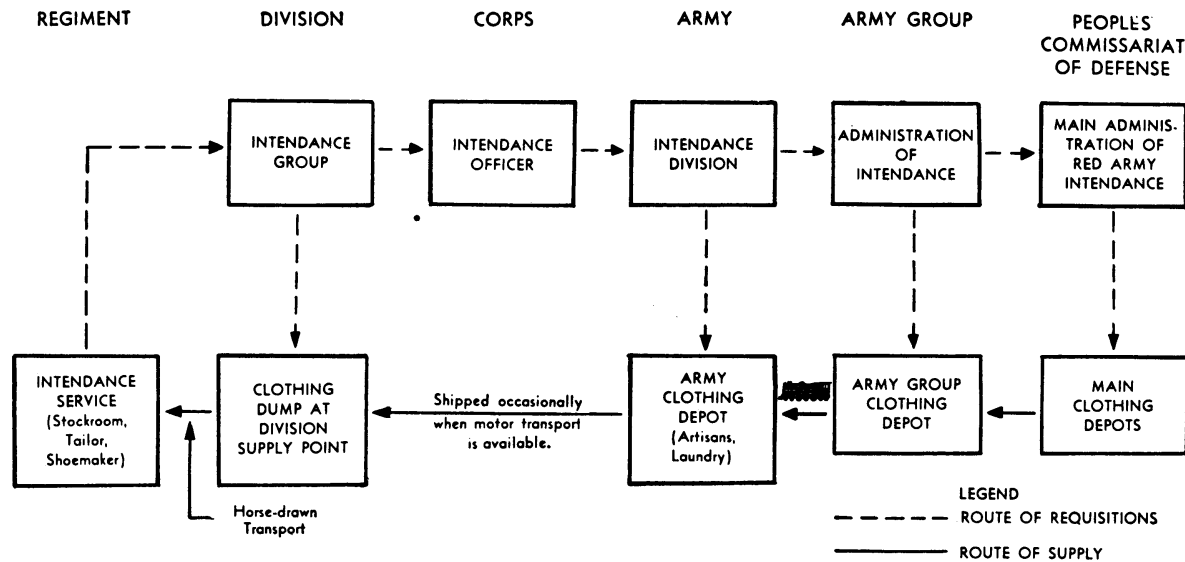 REGIMENT
DIVISION
CORPS
ARMY
ARMY GROUP
PEOPLES
COMMISSARIAT
OF DEFENSE
INTENDANCE
GROUP
INTENDANCE
OFFICER
INTENDANCE
DIVISION
ADMINISTRATION
OF
INTENDANCE
MAIN ADMINIS-
TRATION OF
RED ARMY
INTENDANCE
INTENDANCE
SERVICE
(Stockroom,
Tailor,
Shoemaker)
CLOTHING
DUMP AT
DIVISION
SUPPLY POINT
Shipped occasionally
when motor transport
is available.
ARMY
CLOTHING
DEPOT
(Artisans,
Laundry)
ARMY GROUP
CLOTHING
DEPOT
MAIN
CLOTHING
DEPOTS
Horse-drawn
Transport
LEGEND
ROUTE OF REQUISITIONS
ROUTE OF SUPPLY